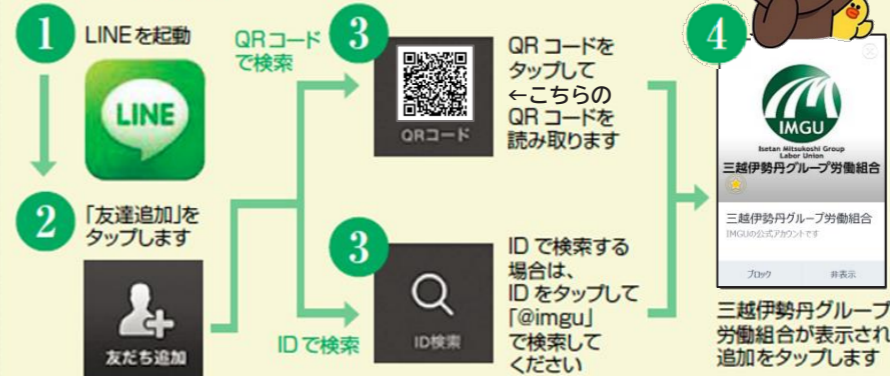 1
LINEを起動
LINE
2
「友達追加」を
タップします
友だち追加
QRコード
で検索
3
QRコード
QRコードを
タップして
←こちらの
QRコードを
読み取ります
IDで検索
3
ID検索
IDで検索する
場合は、
IDをタップして
「@imgu」
で検索して
ください
4
IMGU
Isetan Mitsukoshi Group
Labor Union
三越伊勢丹グループ労働組合
三越伊勢丹グループ労働組合
IMGUの公式アカウントです
ブロック
非表示
三越伊勢丹グループ
労働組合が表示され
追加をタップします